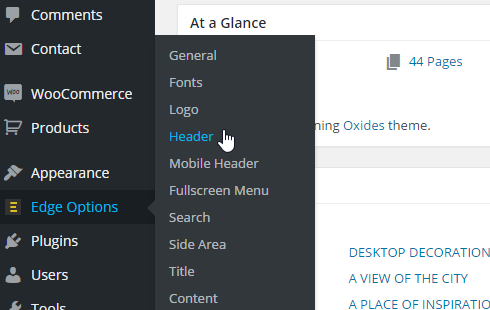 Comments
Contact
WOO
WooCommerce
Products
Appearance
Edge Options
Plugins
Users
Tools
General
Fonts
Logo
Header
Mobile Header
Fullscreen Menu
Search
Side Area
Title
Content
At a Glance
44 Pages
ning Oxides theme.
DESKTOP DECORATION
A VIEW OF THE CITY
A PLACE OF INSPIRATIO